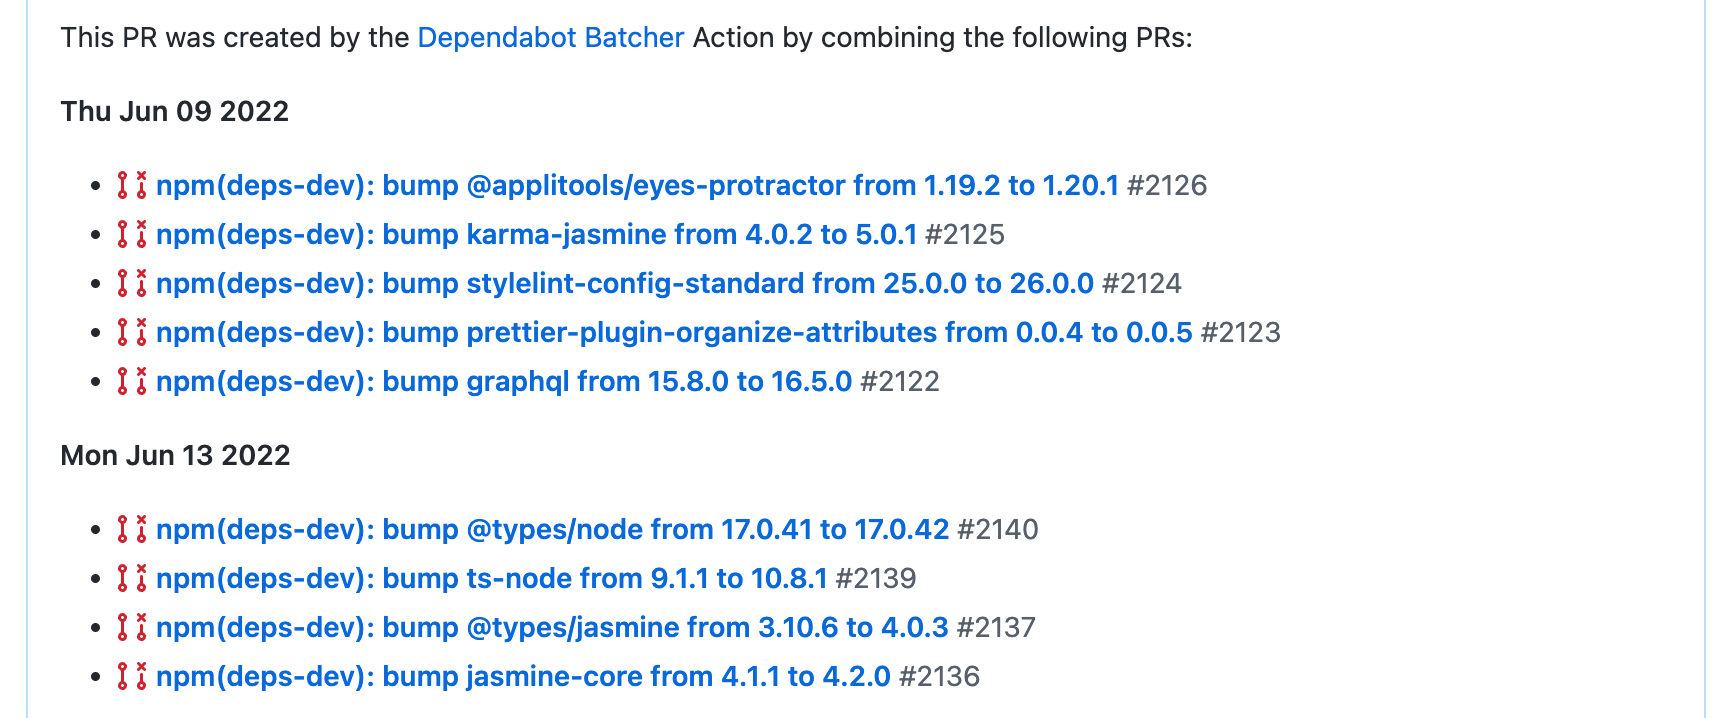 This PR was created by the Dependabot Batcher Action by combining the following PRs:
Thu Jun 09 2022
npm(deps-dev): bump @applitools/eyes-protractor from 1.19.2 to 1.20.1 #2126
npm(deps-dev): bump karma-jasmine from 4.0.2 to 5.0.1 #2125
npm(deps-dev): bump stylelint-config-standard from 25.0.0 to 26.0.0 #2124
npm(deps-dev): bump prettier-plugin-organize-attributes from 0.0.4 to 0.0.5 #2123
npm(deps-dev): bump graphql from 15.8.0 to 16.5.0 #2122
Mon Jun 13 2022
npm(deps-dev): bump @types/node from 17.0.41 to 17.0.42 #2140
npm(deps-dev): bump ts-node from 9.1.1 to 10.8.1 #2139
npm(deps-dev): bump @types/jasmine from 3.10.6 to 4.0.3 #2137
npm(deps-dev): bump jasmine-core from 4.1.1 to 4.2.0 #2136